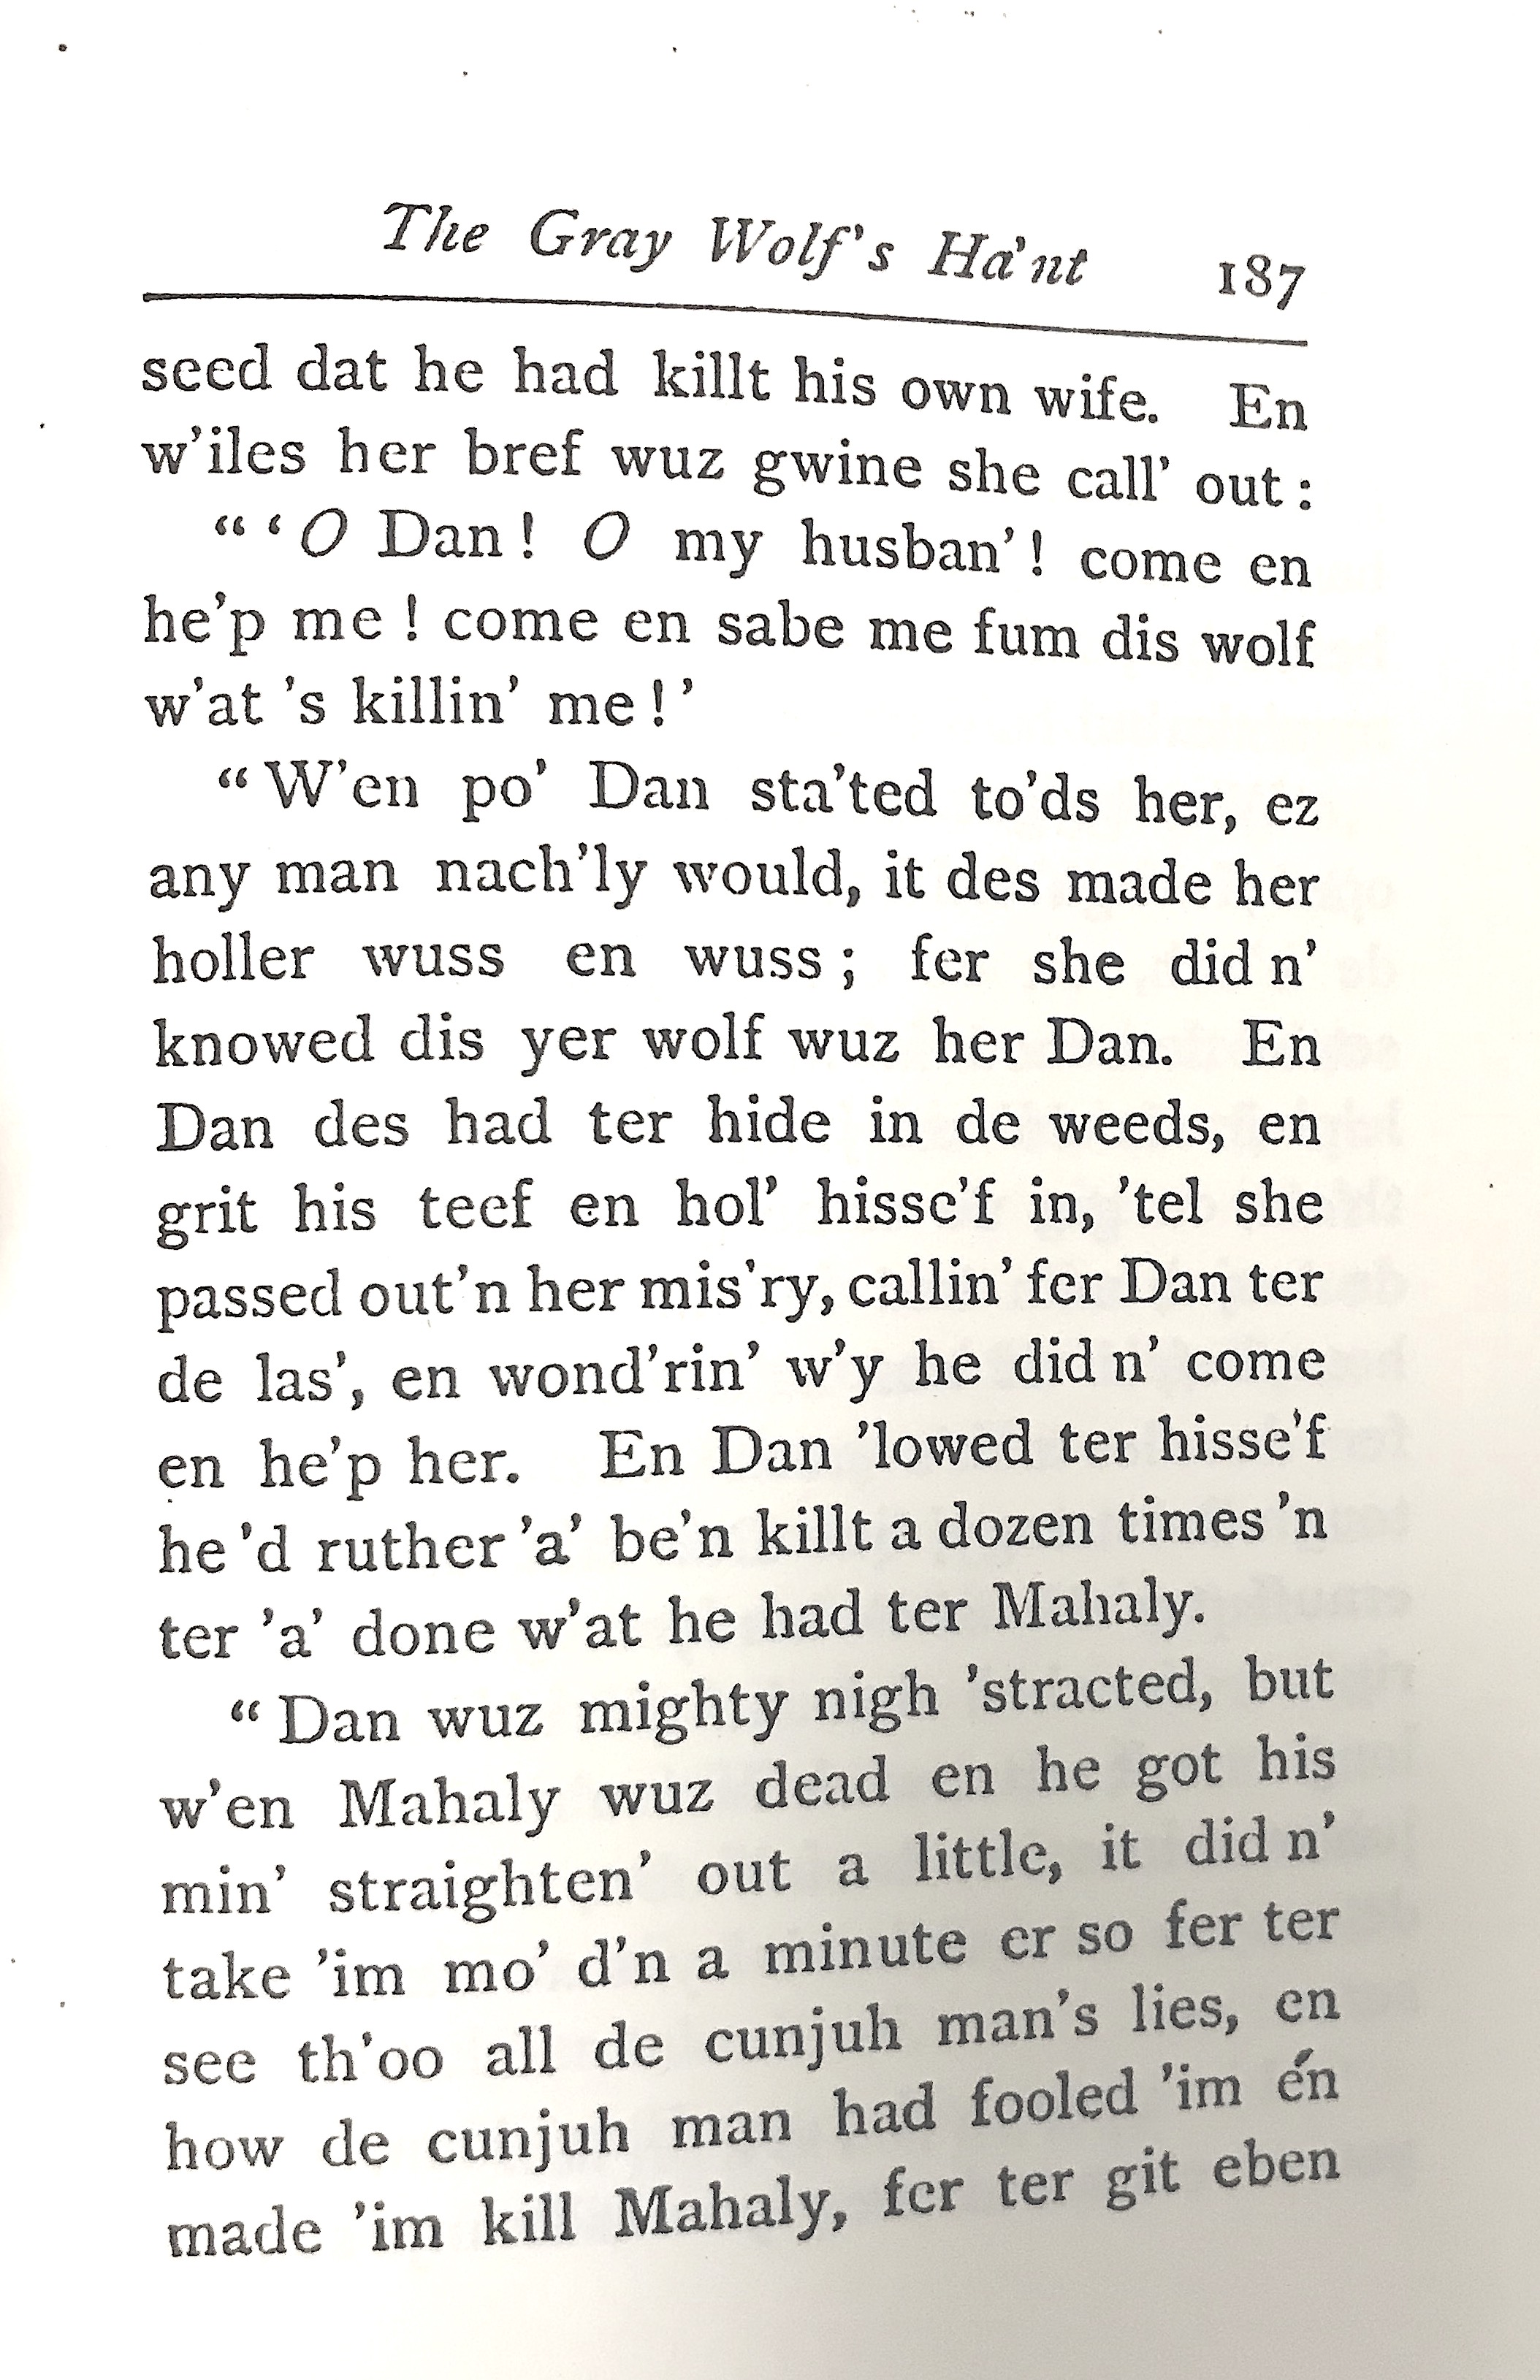 The Gray Wolf's Ha'nt 187
seed dat he had killt his own wife. En
w'iles her bref wuz gwine she call' out:
"'O Dan! O my husban'! come en
he'p me! come en sabe me fum dis wolf
w'at 's killin' me!'
"W'en po' Dan sta'ted to'ds her, ez
any man nach'ly would, it des made her
holler wuss en wuss; fer she did n'
knowed dis yer wolf wuz her Dan. En
Dan des had ter hide in de weeds, en
grit his teef en hol' hisse'f in, 'tel she
passed out'n her mis'ry, callin' fer Dan ter
de las', en wond'rin' w'y he did n' come
en he'p her. En Dan 'lowed ter hisse'f
he 'd ruther 'a' be'n killt a dozen times 'n
ter 'a' done w'at he had ter Mahaly.
"Dan wuz mighty nigh 'stracted, but
w'en Mahaly wuz dead en he got his
min' straighten' out a little, it did n'
take 'im mo' d'n a minute er so fer ter
see th'oo all de cunjuh man's lies, en
how de cunjuh man had fooled 'im én
made 'im kill Mahaly, fer ter git eben